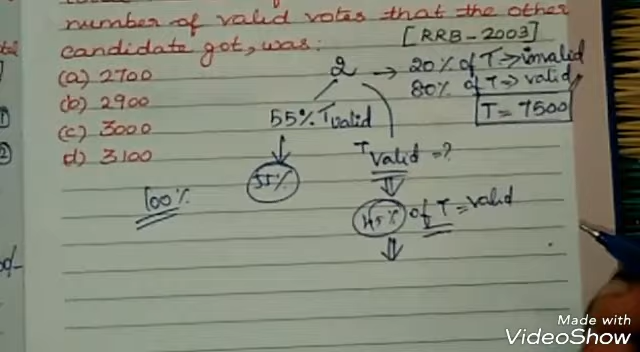 number of valid votes that the other
candidate got, was:
[RRB-2003]
(a) 2700
(b) 2900
(c) 3000
(d) 3100
2 → 20% of T → invalid
80% of T → valid
T = 7500
55% Tvalid
55%
Tvalid = ?
100%
45% of T = valid
Made with
VideoShow